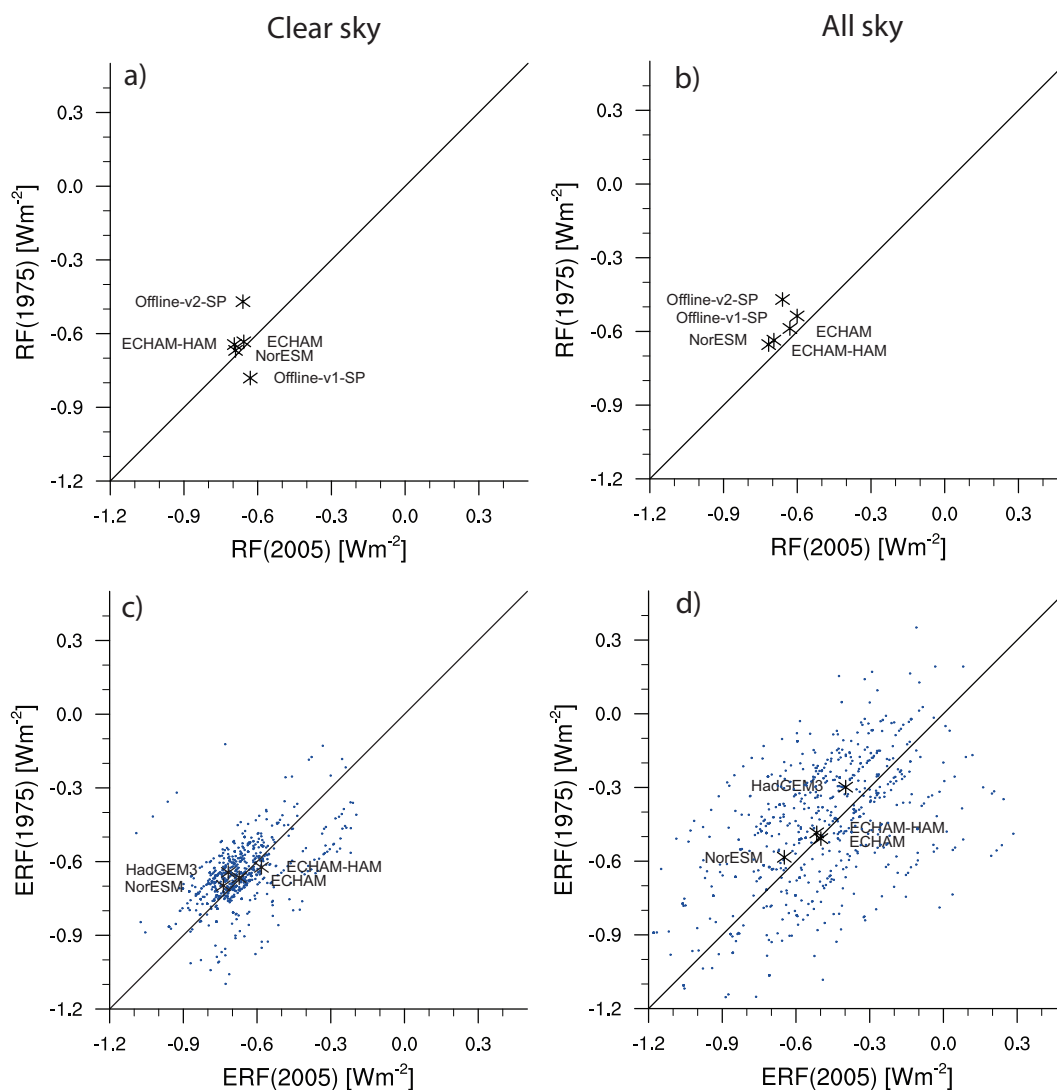 Clear sky
All sky
a)
0.3
0.0
-0.3
-0.6
-0.9
-1.2
RF(1975) [Wm-2]
Offline-v2-SP
ECHAM-HAM
ECHAM
NorESM
Offline-v1-SP
-1.2 -0.9 -0.6 -0.3 0.0 0.3
RF(2005) [Wm-2]
b)
0.3
0.0
-0.3
-0.6
-0.9
-1.2
RF(1975) [Wm-2]
Offline-v2-SP
Offline-v1-SP
ECHAM
NorESM
ECHAM-HAM
-1.2 -0.9 -0.6 -0.3 0.0 0.3
RF(2005) [Wm-2]
c)
0.3
0.0
-0.3
-0.6
-0.9
-1.2
ERF(1975) [Wm-2]
HadGEM3
ECHAM-HAM
NorESM
ECHAM
-1.2 -0.9 -0.6 -0.3 0.0 0.3
ERF(2005) [Wm-2]
d)
0.3
0.0
-0.3
-0.6
-0.9
-1.2
ERF(1975) [Wm-2]
HadGEM3
ECHAM-HAM
ECHAM
NorESM
-1.2 -0.9 -0.6 -0.3 0.0 0.3
ERF(2005) [Wm-2]